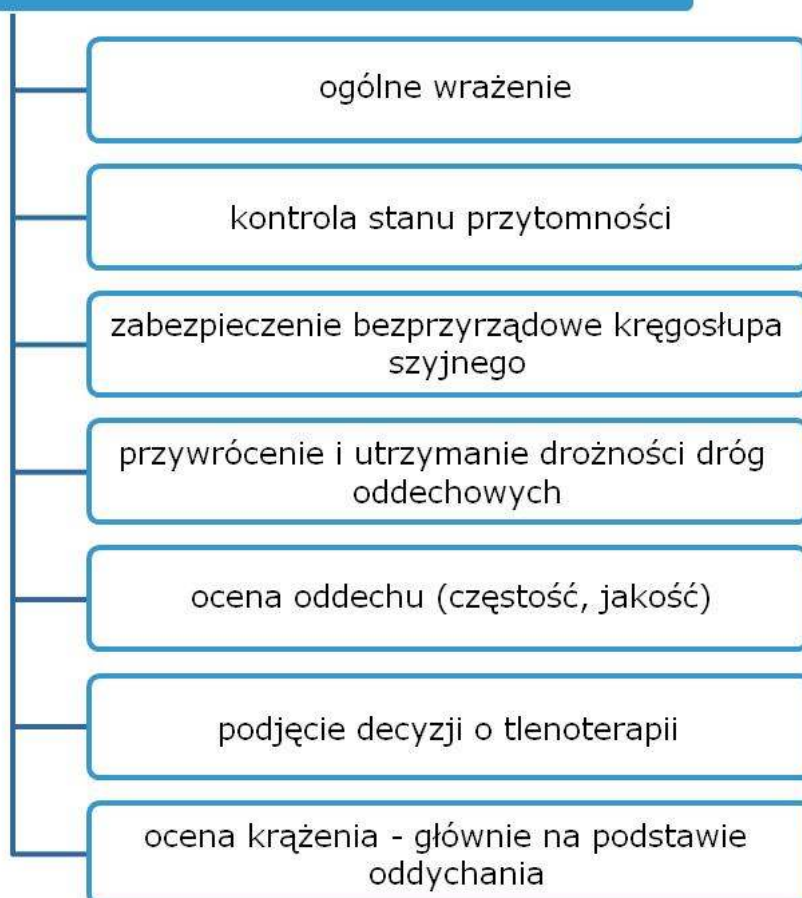 ogólne wrażenie
kontrola stanu przytomności
zabezpieczenie bezprzyrządowe kręgosłupa
szyjnego
przywrócenie i utrzymanie drożności dróg
oddechowych
ocena oddechu (częstość, jakość)
podjęcie decyzji o tlenoterapii
ocena krążenia - głównie na podstawie
oddychania